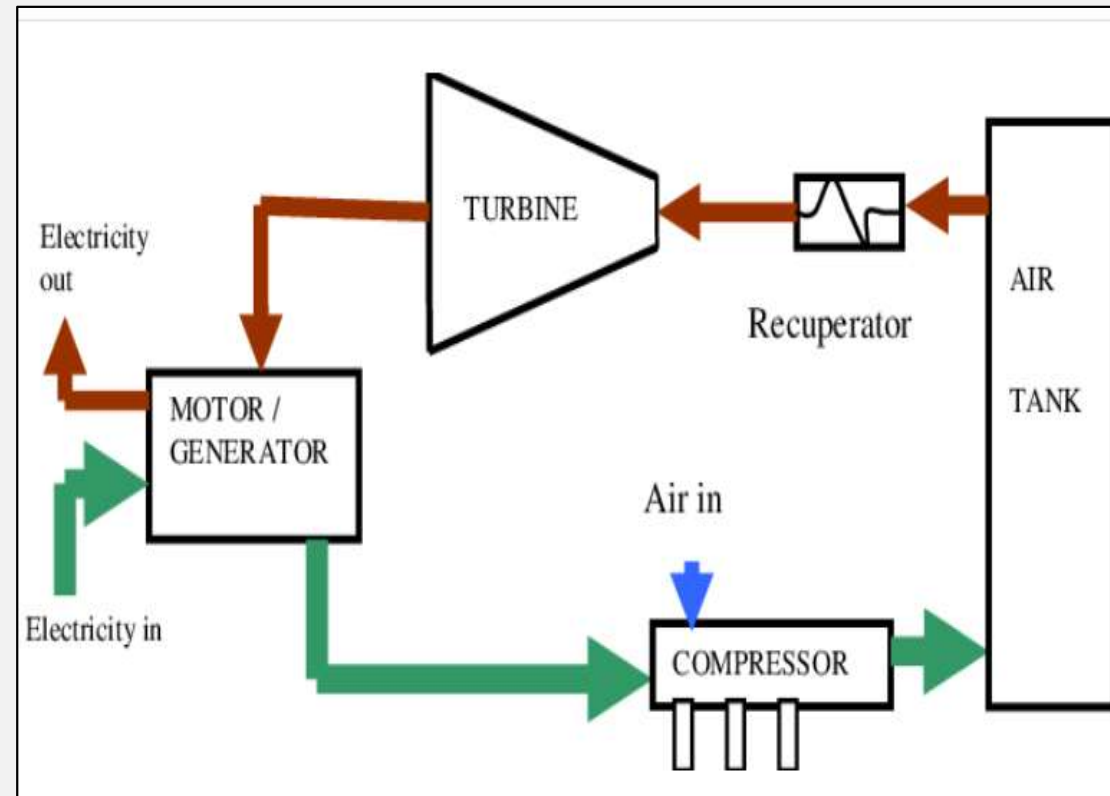 TURBINE
Electricity
out
Recuperator
AIR
TANK
MOTOR /
GENERATOR
Air in
Electricity in
COMPRESSOR